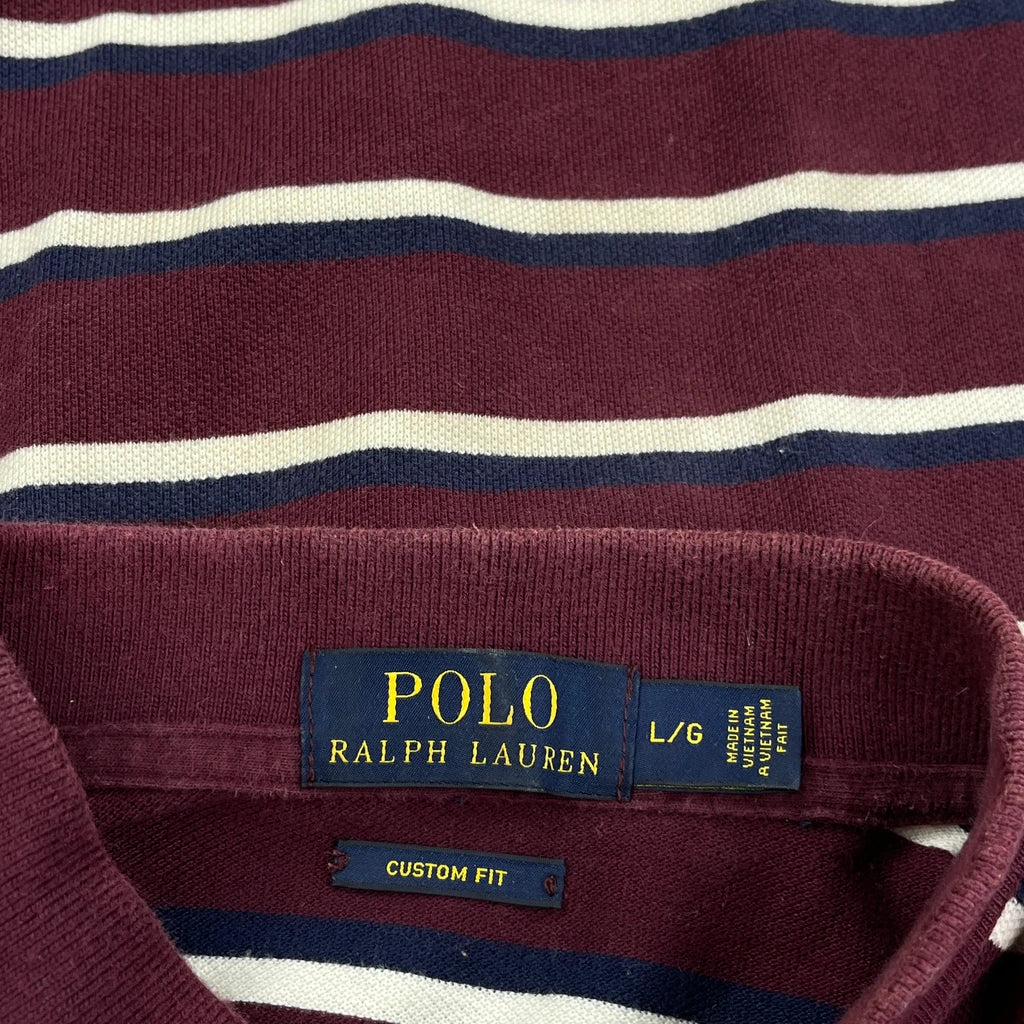 POLO
RALPH LAUREN
L/G
MADE IN
VIETNAM
A VIETNAM
FAIT
CUSTOM FIT